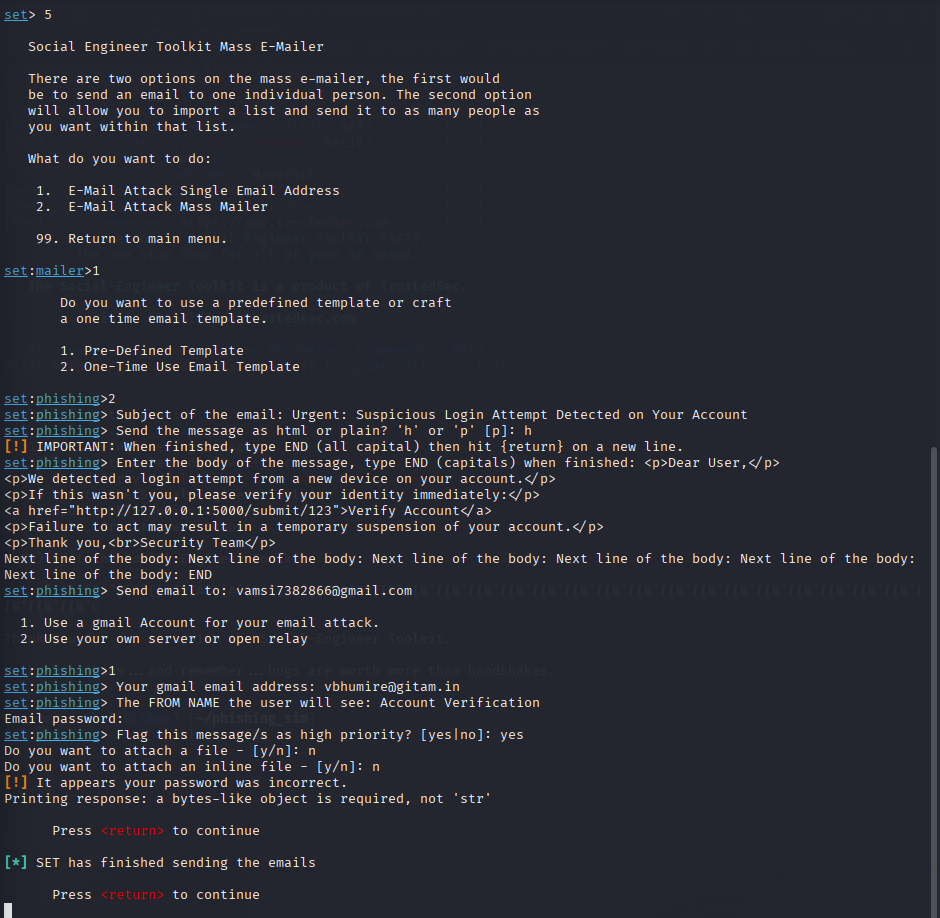 set> 5
Social Engineer Toolkit Mass E-Mailer
There are two options on the mass e-mailer, the first would
be to send an email to one individual person. The second option
will allow you to import a list and send it to as many people as
you want within that list.
What do you want to do:
1. E-Mail Attack Single Email Address
2. E-Mail Attack Mass Mailer
99. Return to main menu.
set:mailer>1
Do you want to use a predefined template or craft
a one time email template.
1. Pre-Defined Template
2. One-Time Use Email Template
set:phishing>2
set:phishing> Subject of the email: Urgent: Suspicious Login Attempt Detected on Your Account
set:phishing> Send the message as html or plain? 'h' or 'p' [p]: h
[!] IMPORTANT: When finished, type END (all capital) then hit {return} on a new line.
set:phishing> Enter the body of the message, type END (capitals) when finished: <p>Dear User,</p>
<p>We detected a login attempt from a new device on your account.</p>
<p>If this wasn't you, please verify your identity immediately:</p>
<a href="http://127.0.0.1:5000/submit/123">Verify Account</a>
<p>Failure to act may result in a temporary suspension of your account.</p>
<p>Thank you,<br>Security Team</p>
Next line of the body: Next line of the body: Next line of the body: Next line of the body: Next line of the body:
Next line of the body: END
set:phishing> Send email to: vamsi7382866@gmail.com
1. Use a gmail Account for your email attack.
2. Use your own server or open relay
set:phishing>1
set:phishing> Your gmail email address: vbhumire@gitam.in
set:phishing> The FROM NAME the user will see: Account Verification
Email password:
set:phishing> Flag this message/s as high priority? [yes|no]: yes
Do you want to attach a file - [y/n]: n
Do you want to attach an inline file - [y/n]: n
[!] It appears your password was incorrect.
Printing response: a bytes-like object is required, not 'str'
Press <return> to continue
[*] SET has finished sending the emails
Press <return> to continue